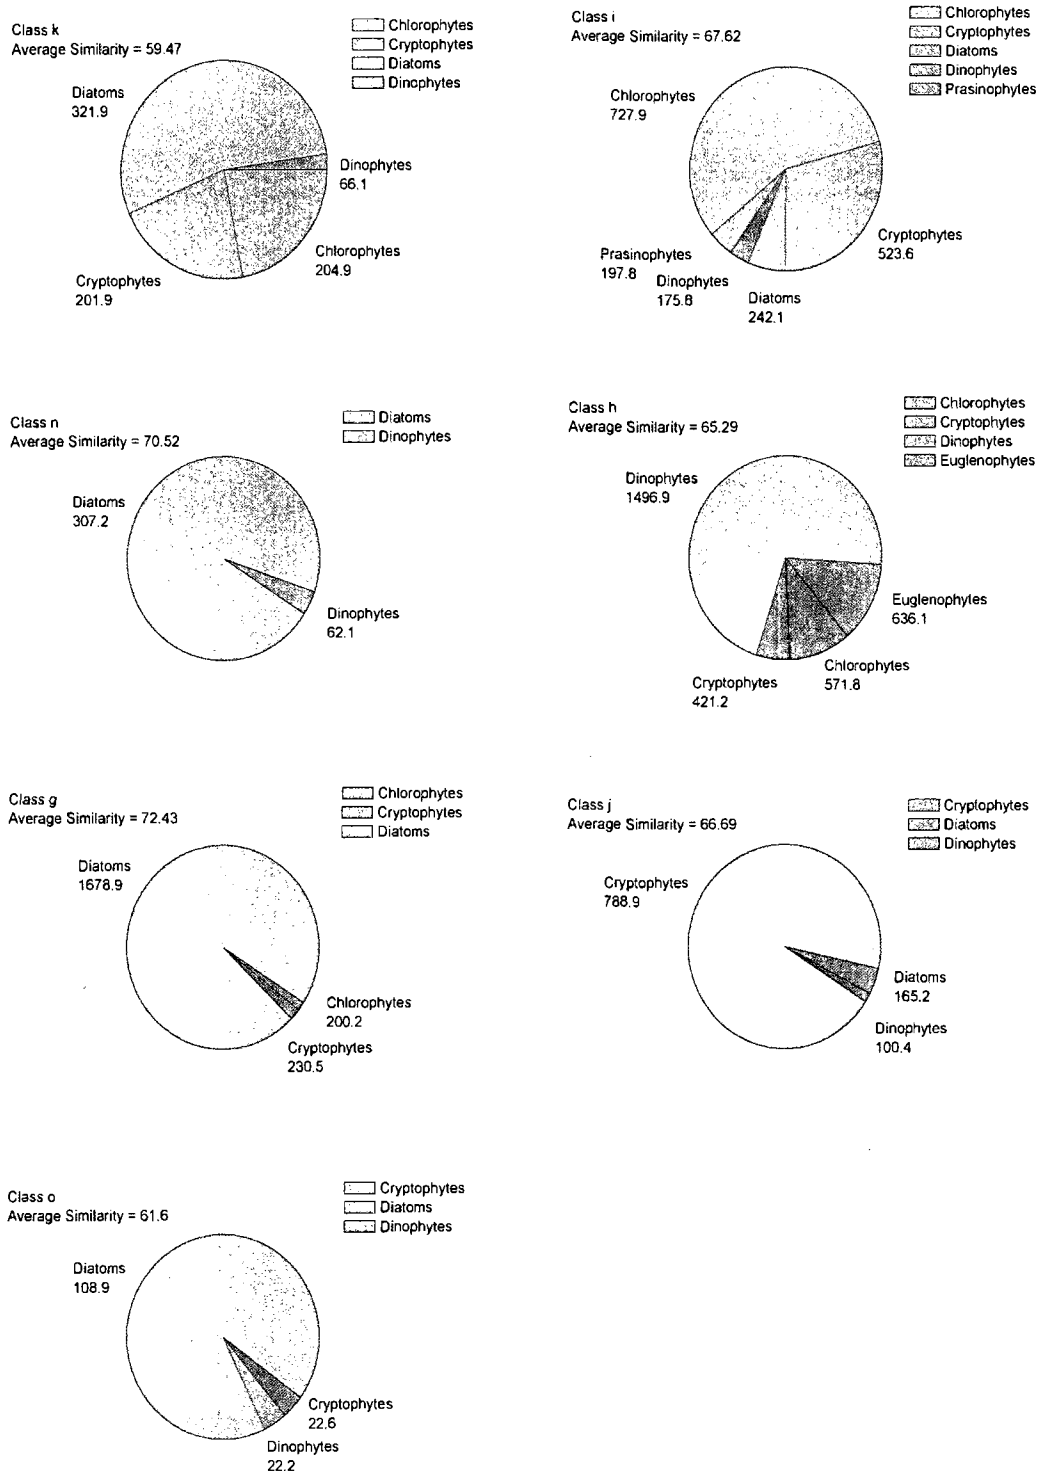 Class k
Average Similarity = 59.47
Chlorophytes
Cryptophytes
Diatoms
Dinophytes
Diatoms
321.9
Dinophytes
66.1
Chlorophytes
204.9
Cryptophytes
201.9
Class i
Average Similarity = 67.62
Chlorophytes
Cryptophytes
Diatoms
Dinophytes
Prasinophytes
Chlorophytes
727.9
Cryptophytes
523.6
Prasinophytes
197.8
Dinophytes
175.8
Diatoms
242.1
Class n
Average Similarity = 70.52
Diatoms
Dinophytes
Diatoms
307.2
Dinophytes
62.1
Class h
Average Similarity = 65.29
Chlorophytes
Cryptophytes
Dinophytes
Euglenophytes
Dinophytes
1496.9
Euglenophytes
636.1
Chlorophytes
571.8
Cryptophytes
421.2
Class g
Average Similarity = 72.43
Chlorophytes
Cryptophytes
Diatoms
Diatoms
1678.9
Chlorophytes
200.2
Cryptophytes
230.5
Class j
Average Similarity = 66.69
Cryptophytes
Diatoms
Dinophytes
Cryptophytes
788.9
Diatoms
165.2
Dinophytes
100.4
Class o
Average Similarity = 61.6
Cryptophytes
Diatoms
Dinophytes
Diatoms
108.9
Cryptophytes
22.6
Dinophytes
22.2